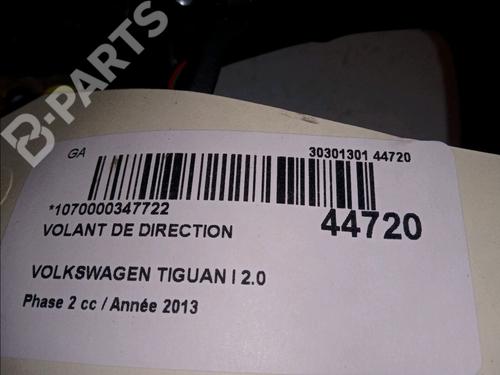 B-PARTS
GA
30301301 44720
*1070000347722
44720
VOLANT DE DIRECTION
VOLKSWAGEN TIGUAN I 2.0
Phase 2 cc / Année 2013